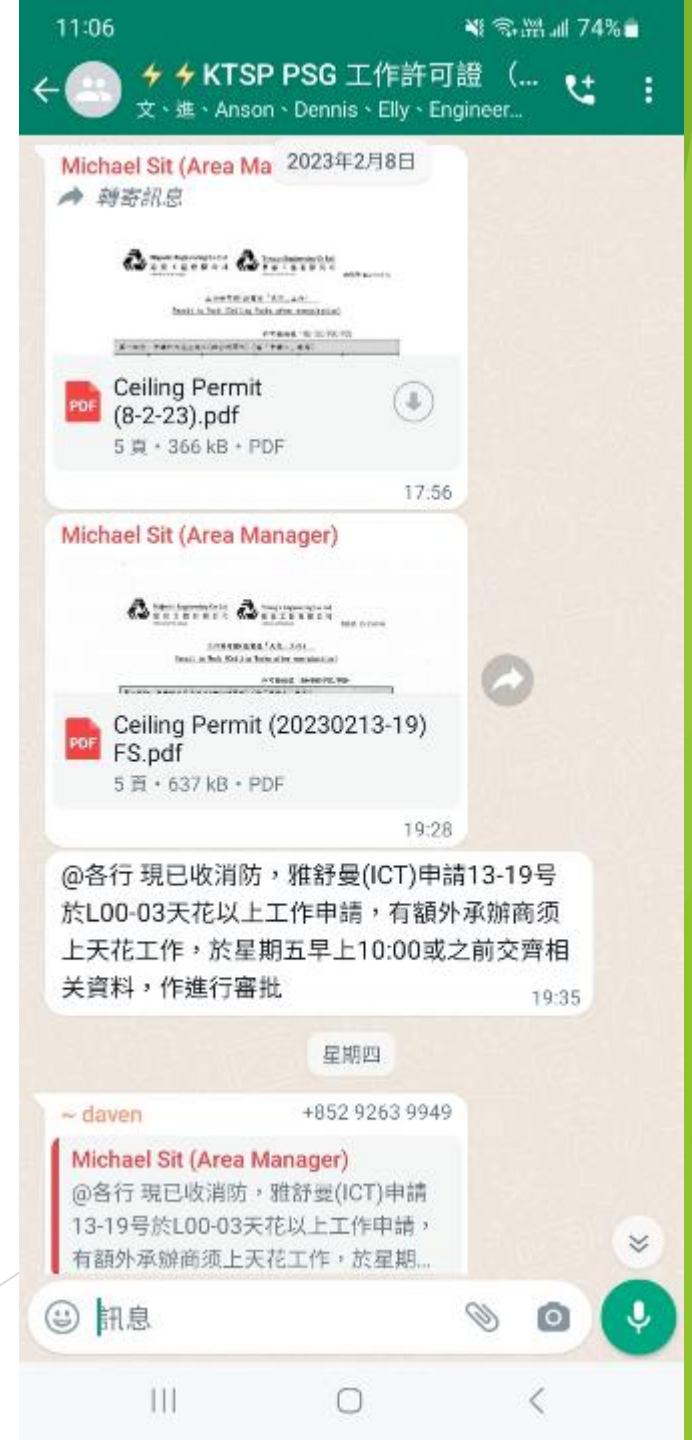 11:06
74%
⚡⚡KTSP PSG 工作許可證 (...
文、進、Anson、Dennis、Elly、Engineer...
2023年2月8日
Michael Sit (Area Ma
轉寄訊息
PDF
Ceiling Permit
(8-2-23).pdf
5 頁 • 366 kB • PDF
17:56
Michael Sit (Area Manager)
PDF
Ceiling Permit (20230213-19)
FS.pdf
5 頁 • 637 kB • PDF
19:28
@各行 現已收消防，雅舒曼(ICT)申請13-19号
於L00-03天花以上工作申請，有額外承辦商须
上天花工作，於星期五早上10:00或之前交齊相
关資料，作進行審批
19:35
星期四
~ daven
+852 9263 9949
Michael Sit (Area Manager)
@各行 現已收消防，雅舒曼(ICT)申請
13-19号於L00-03天花以上工作申請，
有額外承辦商须上天花工作，於星期...
訊息